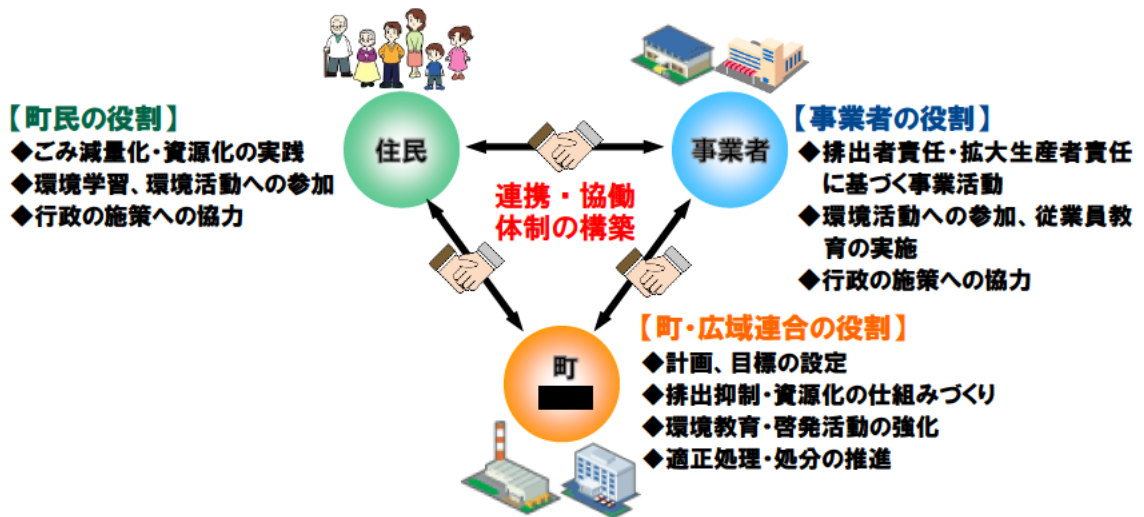 【町民の役割】
◆ごみ減量化・資源化の実践
◆環境学習、環境活動への参加
◆行政の施策への協力
住民
連携・協働
体制の構築
事業者
【事業者の役割】
◆排出者責任・拡大生産者責任
に基づく事業活動
◆環境活動への参加、従業員教
育の実施
◆行政の施策への協力
町
【町・広域連合の役割】
◆計画、目標の設定
◆排出抑制・資源化の仕組みづくり
◆環境教育・啓発活動の強化
◆適正処理・処分の推進